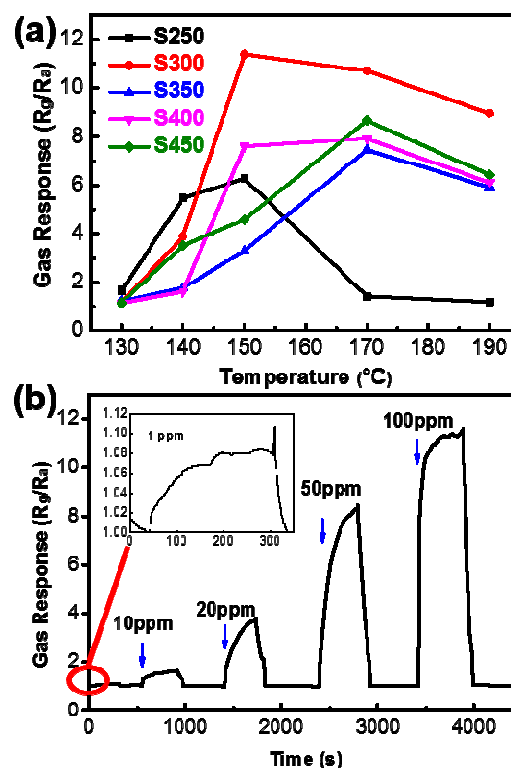 (a)
S250
S300
S350
S400
S450
Gas Response (Rg/Ra)
12
10
8
6
4
2
0
130 140 150 160 170 180 190
Temperature (°C)
(b)
Gas Response (Rg/Ra)
12
10
8
6
4
2
0
1.12
1.10
1.08
1.06
1.04
1.02
1.00
1 ppm
0 100 200 300
10ppm
20ppm
50ppm
100ppm
0 1000 2000 3000 4000
Time (s)